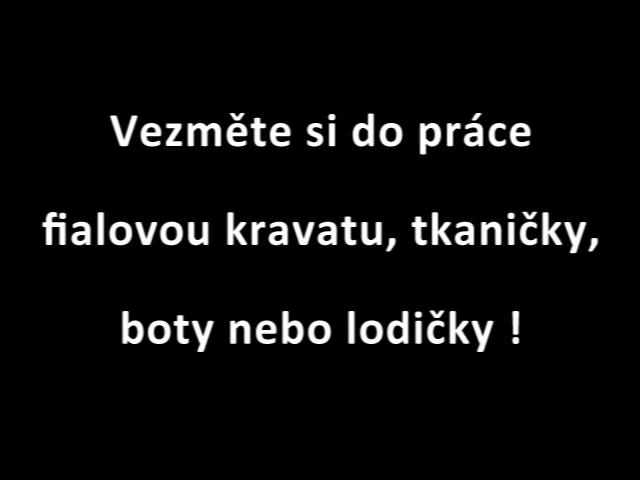 Vezměte si do práce
fialovou kravatu, tkaničky,
boty nebo lodičky !